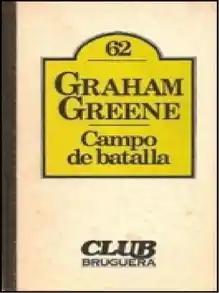 62
GRAHAM
GREENE
Campo
de batalla
CLUB
BRUGUERA